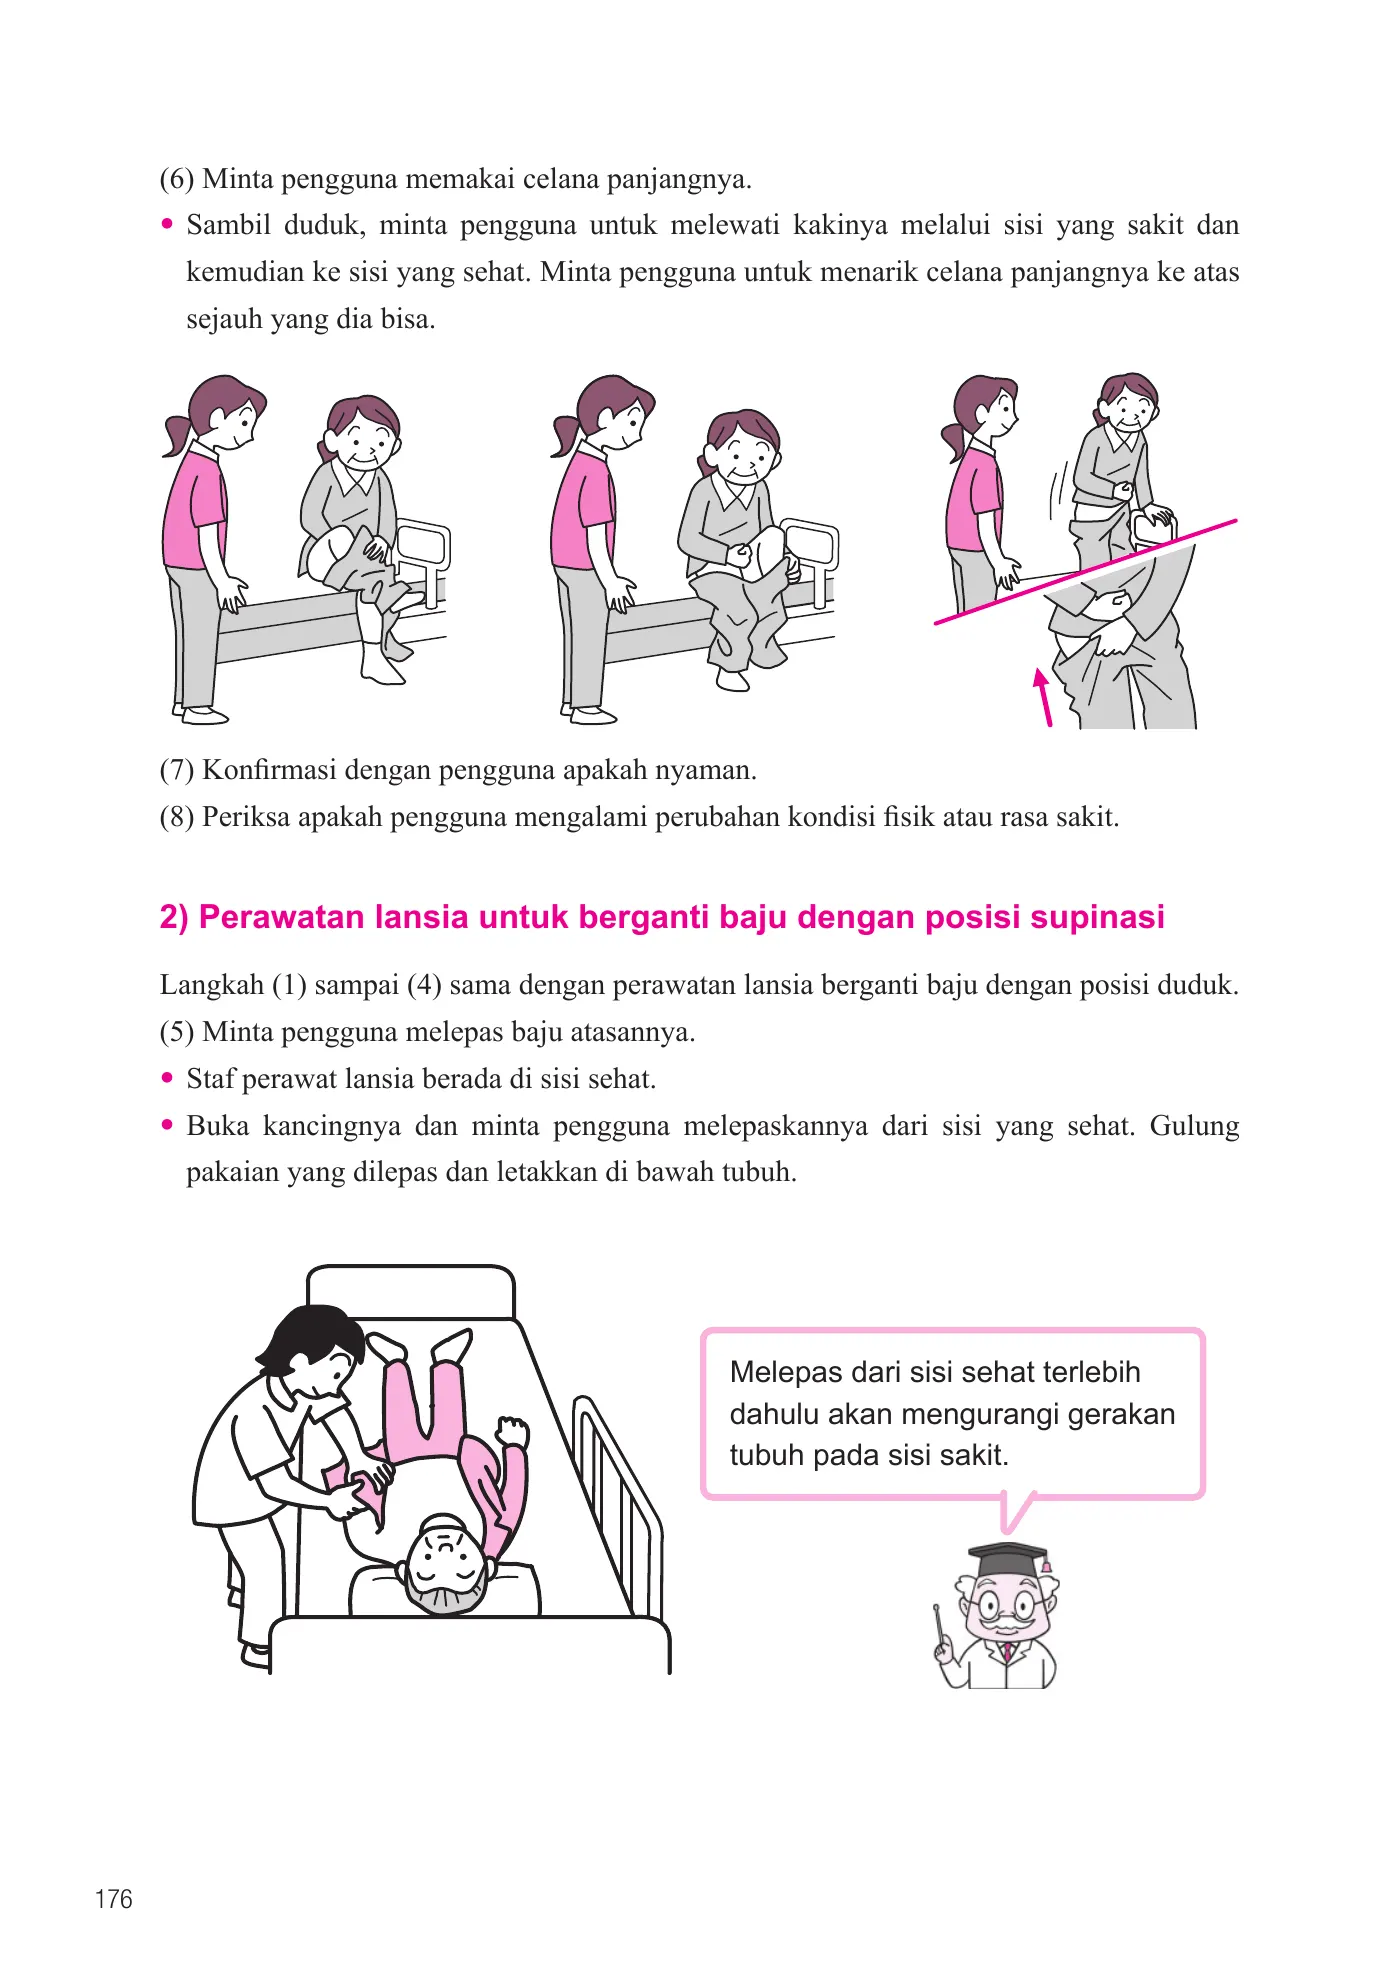 (6) Minta pengguna memakai celana panjangnya.
• Sambil duduk, minta pengguna untuk melewati kakinya melalui sisi yang sakit dan
kemudian ke sisi yang sehat. Minta pengguna untuk menarik celana panjangnya ke atas
sejauh yang dia bisa.
(7) Konfirmasi dengan pengguna apakah nyaman.
(8) Periksa apakah pengguna mengalami perubahan kondisi fisik atau rasa sakit.
2) Perawatan lansia untuk berganti baju dengan posisi supinasi
Langkah (1) sampai (4) sama dengan perawatan lansia berganti baju dengan posisi duduk.
(5) Minta pengguna melepas baju atasannya.
• Staf perawat lansia berada di sisi sehat.
• Buka kancingnya dan minta pengguna melepaskannya dari sisi yang sehat. Gulung
pakaian yang dilepas dan letakkan di bawah tubuh.
Melepas dari sisi sehat terlebih
dahulu akan mengurangi gerakan
tubuh pada sisi sakit.
176